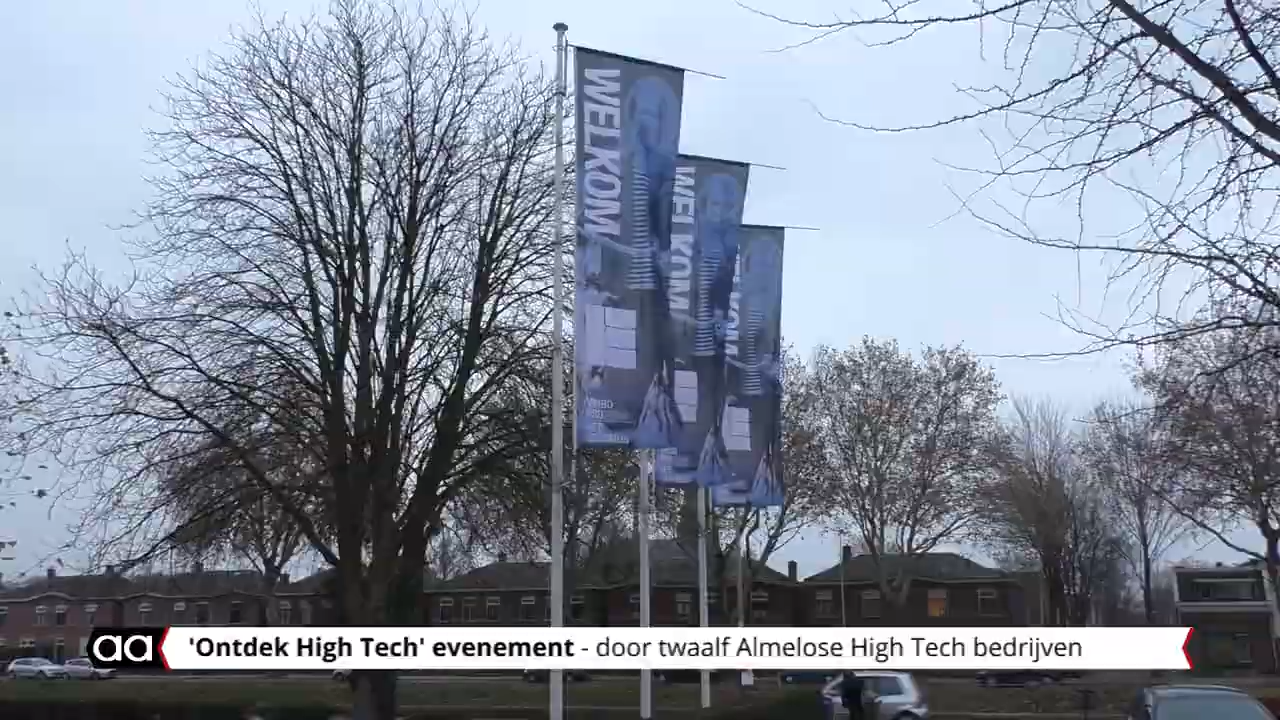 WELKOM
WELKOM
aa 'Ontdek High Tech' evenement - door twaalf Almelose High Tech bedrijven